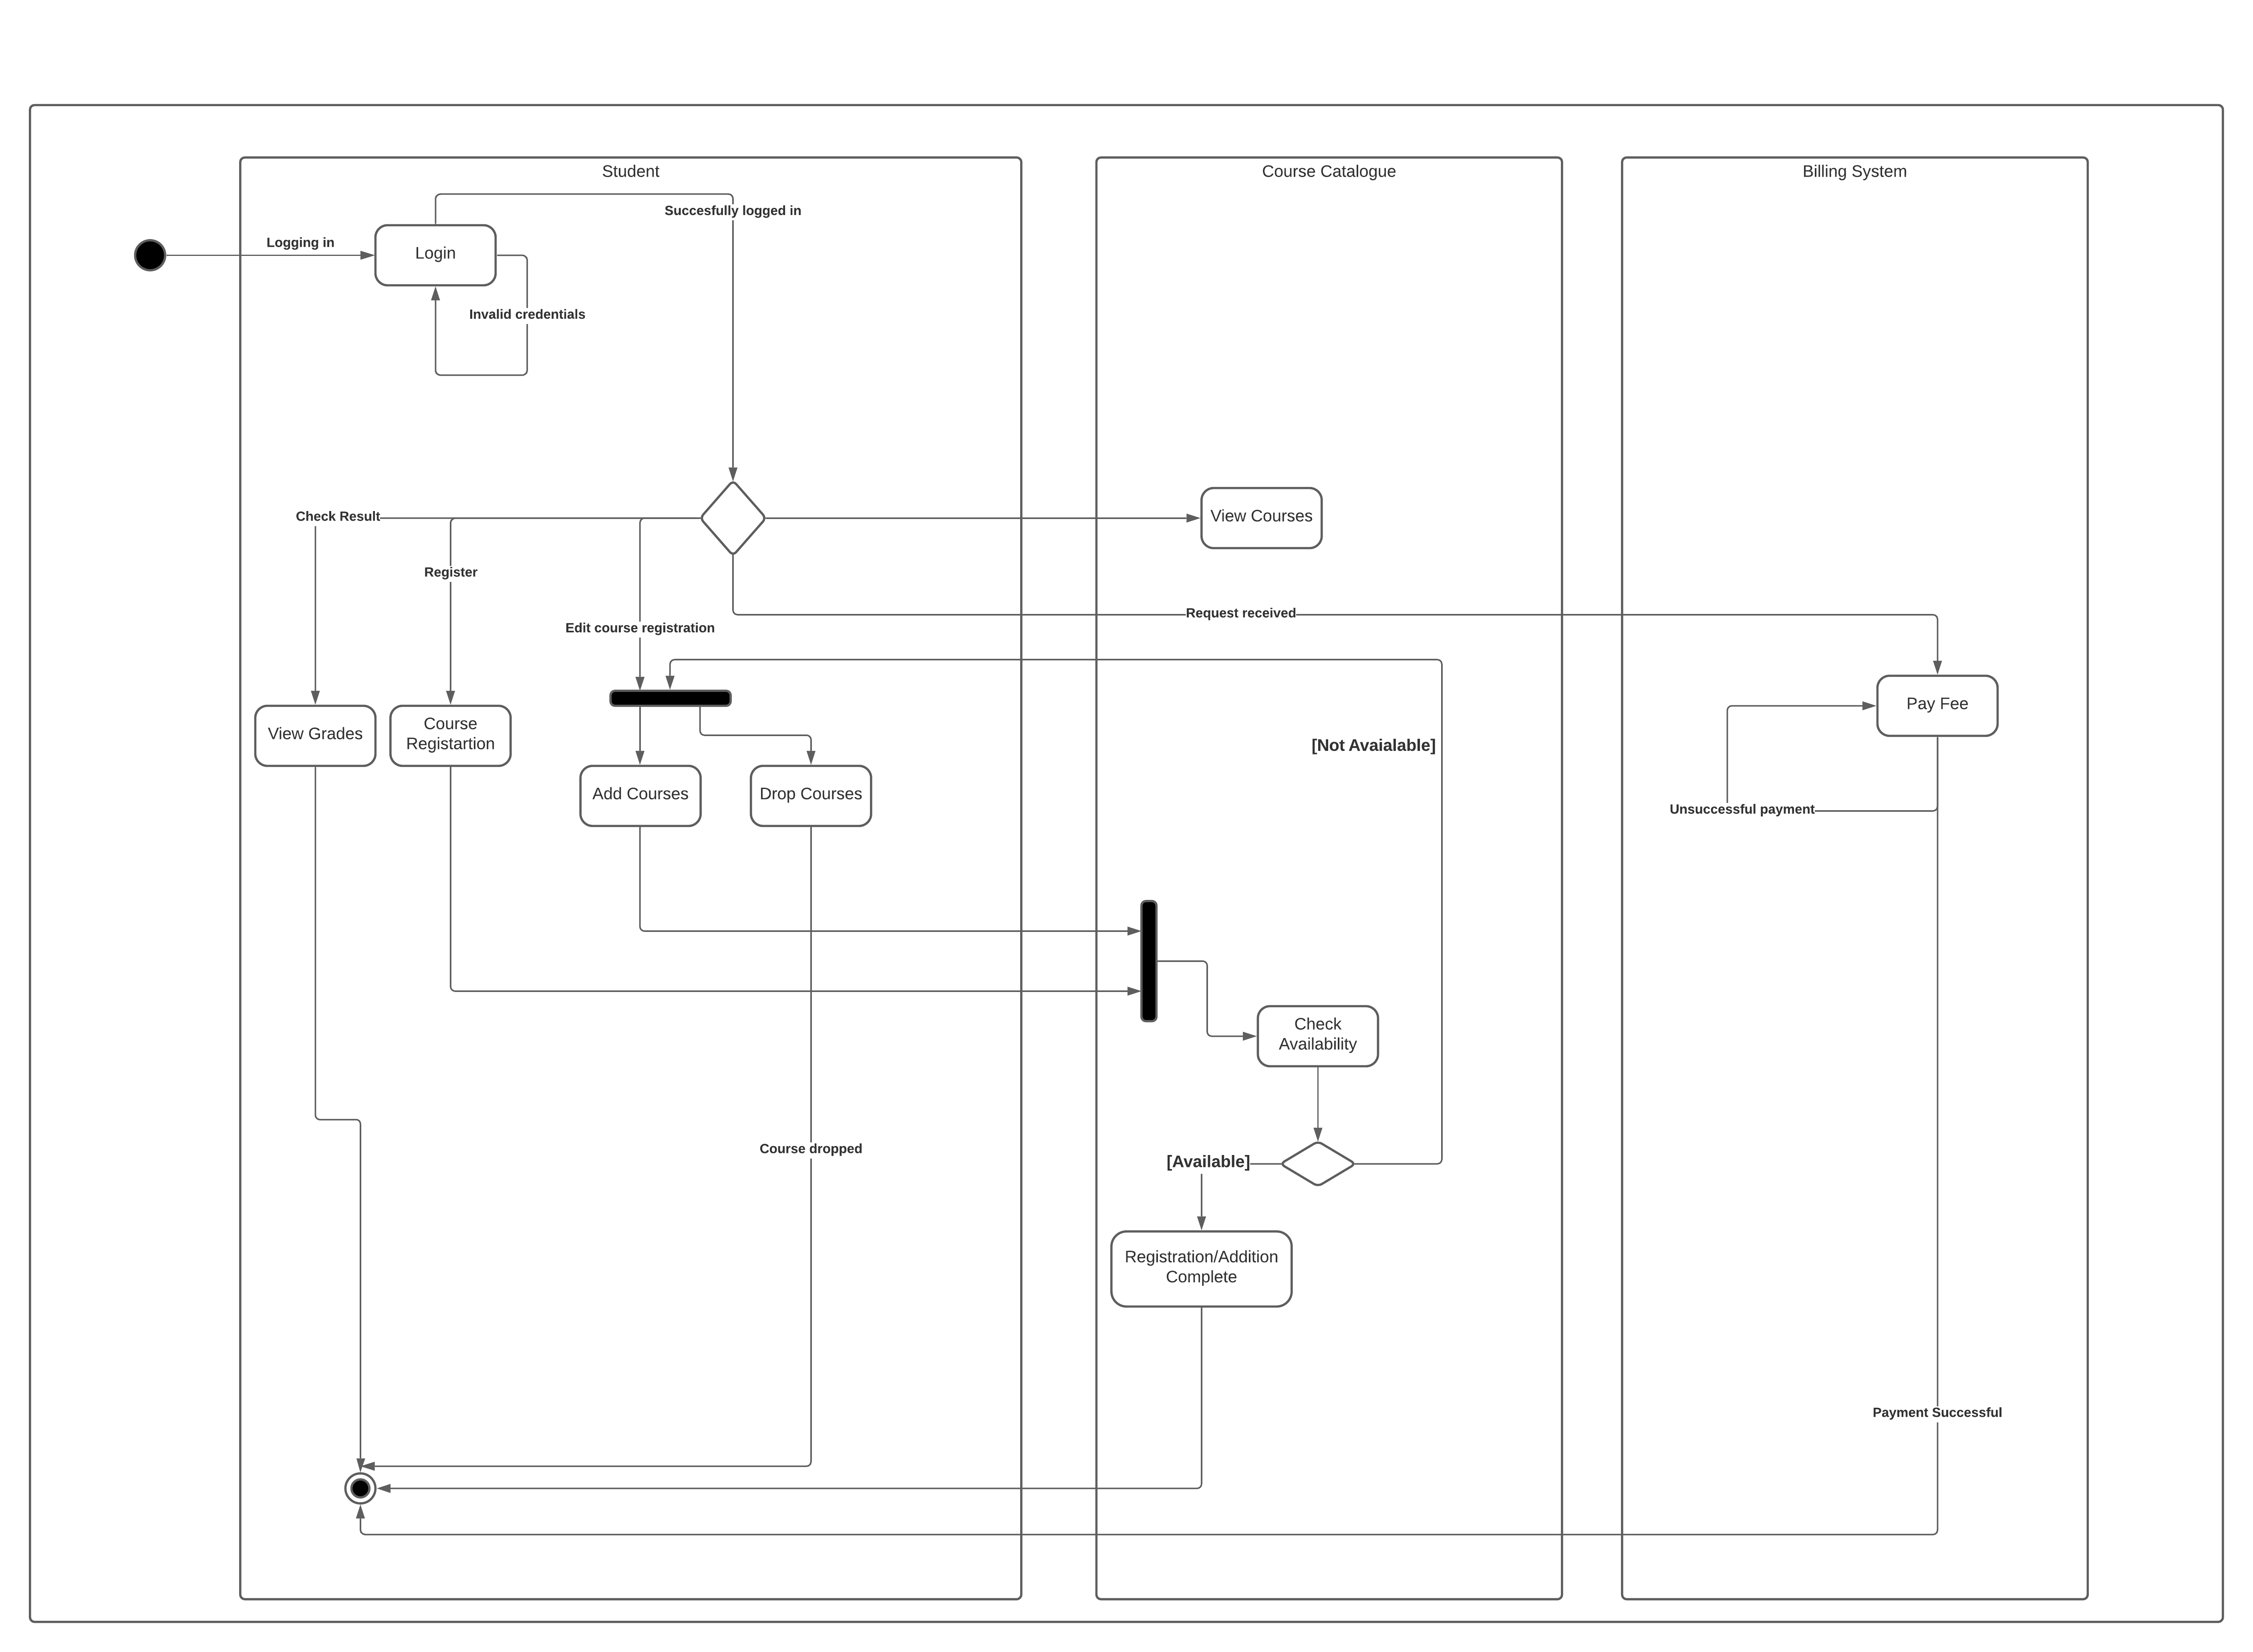 Student
Course Catalogue
Billing System
Succesfully logged in
Logging in
Login
Invalid credentials
Check Result
View Courses
Register
Request received
Edit course registration
View Grades
Course
Registartion
Pay Fee
[Not Avaialable]
Add Courses
Drop Courses
Unsuccessful payment
Check
Availability
Course dropped
[Available]
Registration/Addition
Complete
Payment Successful